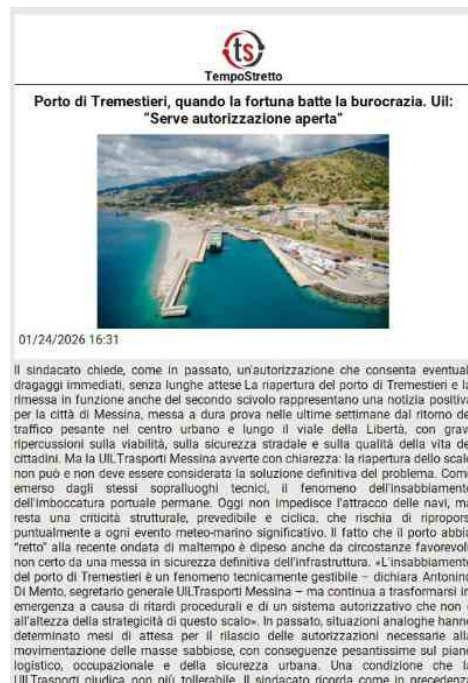 ts
TempoStretto
Porto di Tremestieri, quando la fortuna batte la burocrazia. Uil:
"Serve autorizzazione aperta"
01/24/2026 16:31
Il sindacato chiede, come in passato, un'autorizzazione che consenta eventual
dragaggi immediati, senza lunghe attese La riapertura del porto di Tremestieri e la
rimessa in funzione anche del secondo scivolo rappresentano una notizia positiva
per la città di Messina, messa a dura prova nelle ultime settimane dal ritorno de
traffico pesante nel centro urbano e lungo il viale della Libertà, con grav
ripercussioni sulla viabilità, sulla sicurezza stradale e sulla qualità della vita de
cittadini. Ma la UILTrasporti Messina avverte con chiarezza: la riapertura dello scalo
non può e non deve essere considerata la soluzione definitiva del problema. Com
emerso dagli stessi sopralluoghi tecnici, il fenomeno dell'insabbiamento
dell'imboccatura portuale permane. Oggi non impedisce l'attracco delle navi, ma
resta una criticità strutturale, prevedibile e ciclica, che rischia di ripropors
puntualmente a ogni evento meteo-marino significativo. Il fatto che il porto abbia
"retto" alla recente ondata di maltempo è dipeso anche da circostanze favorevoli
non certo da una messa in sicurezza definitiva dell'infrastruttura. «L'insabbiamento
del porto di Tremestieri è un fenomeno tecnicamente gestibile – dichiara Antonino
Di Mento, segretario generale UILTrasporti Messina – ma continua a trasformarsi in
emergenza a causa di ritardi procedurali e di un sistema autorizzativo che non è
all'altezza della strategicità di questo scalo». In passato, situazioni analoghe hanno
determinato mesi di attesa per il rilascio delle autorizzazioni necessarie alla
movimentazione delle masse sabbiose, con conseguenze pesantissime sul piano
logistico, occupazionale e della sicurezza urbana. Una condizione che la
UILTrasporti giudica non più tollerabile. Il sindacato ricorda come in precedenza